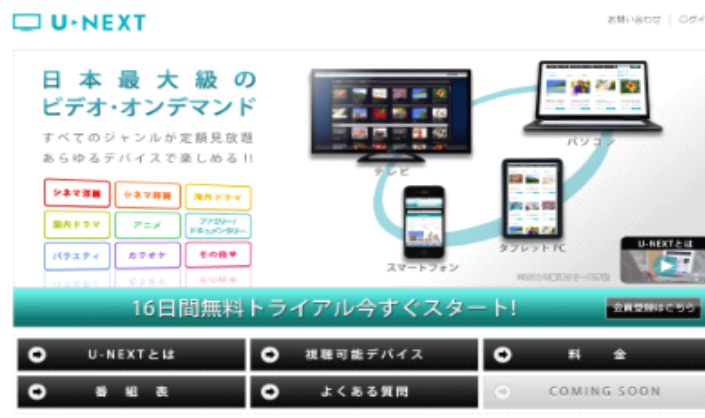 U-NEXT
お問い合わせ | ログイ
日本最大級の
ビデオ・オンデマンド
すべてのジャンルが定額見放題
あらゆるデバイスで楽しめる!!
シネマ洋画 シネマ邦画 海外ドラマ
国内ドラマ アニメ ファミリー/
ドキュメンタリー
バラエティ カラオケ その他♥
テレビ
パソコン
スマートフォン
タブレットPC
U-NEXTとは
16日間無料トライアル今すぐスタート!
会員登録はこちら
U-NEXTとは 視聴可能デバイス 料 金
番 組 表 よくある質問 COMING SOON